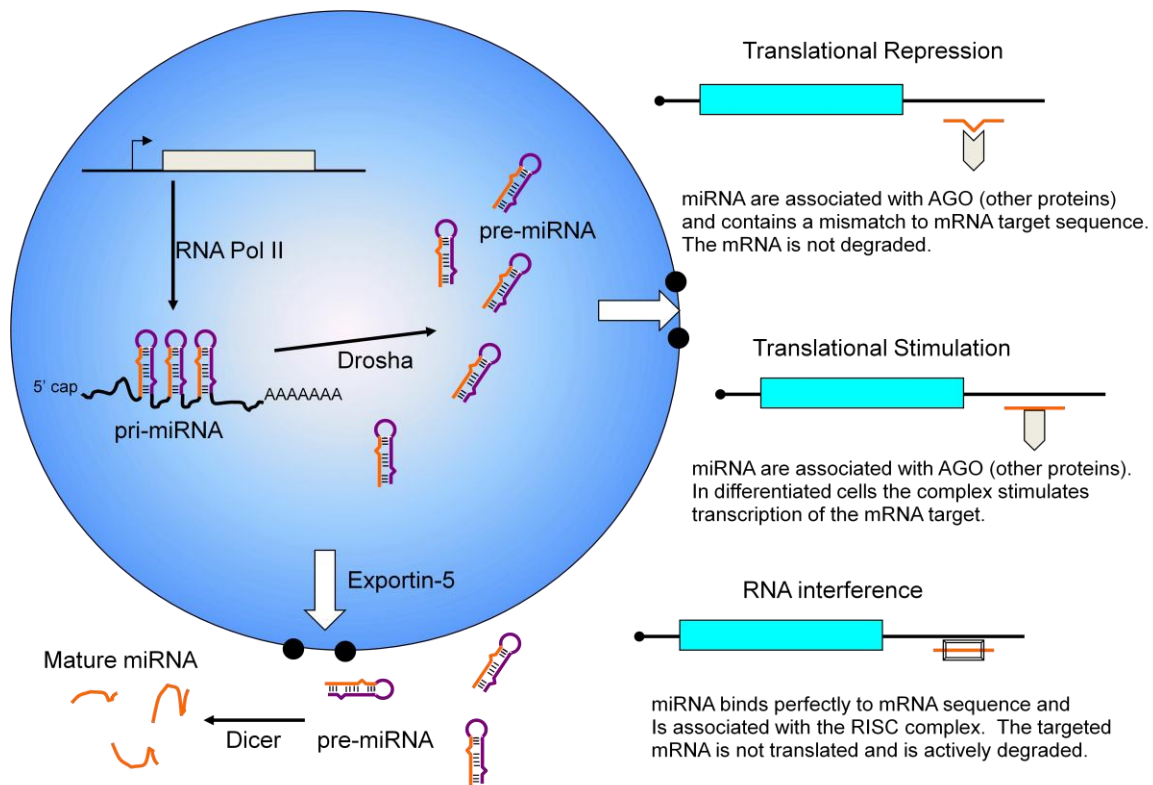 RNA Pol II
5' cap
AAAAAAA
pri-miRNA
Drosha
pre-miRNA
Exportin-5
Mature miRNA
Dicer
pre-miRNA
Translational Repression
miRNA are associated with AGO (other proteins)
and contains a mismatch to mRNA target sequence.
The mRNA is not degraded.
Translational Stimulation
miRNA are associated with AGO (other proteins).
In differentiated cells the complex stimulates
transcription of the mRNA target.
RNA interference
miRNA binds perfectly to mRNA sequence and
Is associated with the RISC complex.  The targeted
mRNA is not translated and is actively degraded.